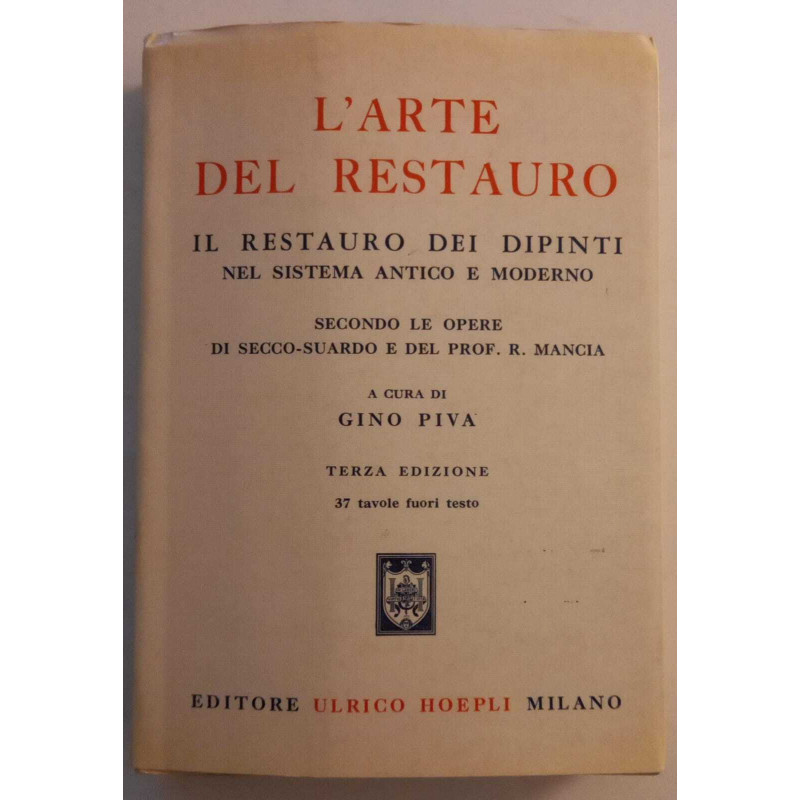 L'ARTE
DEL RESTAURO
IL RESTAURO DEI DIPINTI
NEL SISTEMA ANTICO E MODERNO
SECONDO LE OPERE
DI SECCO-SUARDO E DEL PROF. R. MANCIA
A CURA DI
GINO PIVA
TERZA EDIZIONE
37 tavole fuori testo
EDITORE ULRICO HOEPLI MILANO